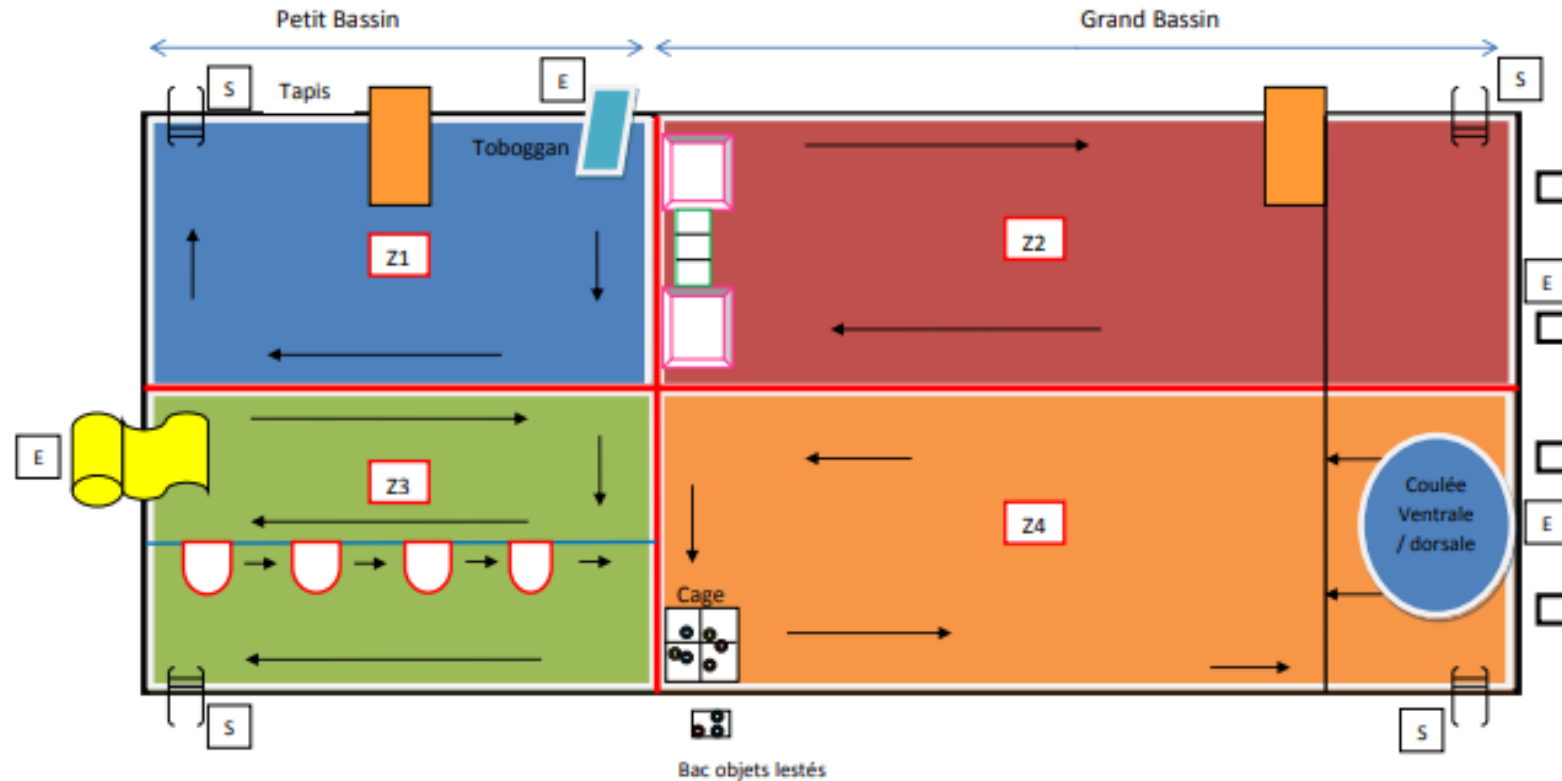 Petit Bassin
Grand Bassin
S
Tapis
E
S
Toboggan
Z1
Z2
E
E
Z3
Z4
Coulée
Ventrale
/ dorsale
E
Cage
S
S
Bac objets lestés